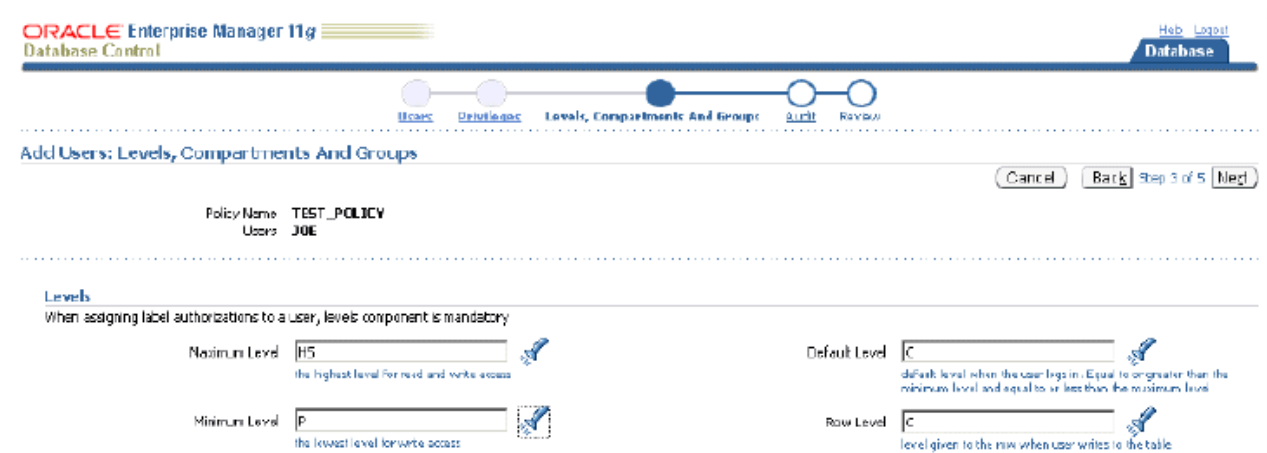 ORACLE Enterprise Manager 11g
Database Control
Help Logout
Database
Users Privileges Levels, Compartments And Groups Audit Review
Add Users: Levels, Compartments And Groups
Cancel Back Step 3 of 5 Next
Policy Name TEST_POLICY
Users JOE
Levels
When assigning label authorizations to a user, levels component is mandatory
Maximum Level HS
the highest level for read and write access
Default Level C
default level when the user logs in. Equal to or greater than the
minimum level and equal to or less than the maximum level
Minimum Level P
the lowest level for write access
Row Level C
level given to the row when user writes to the table